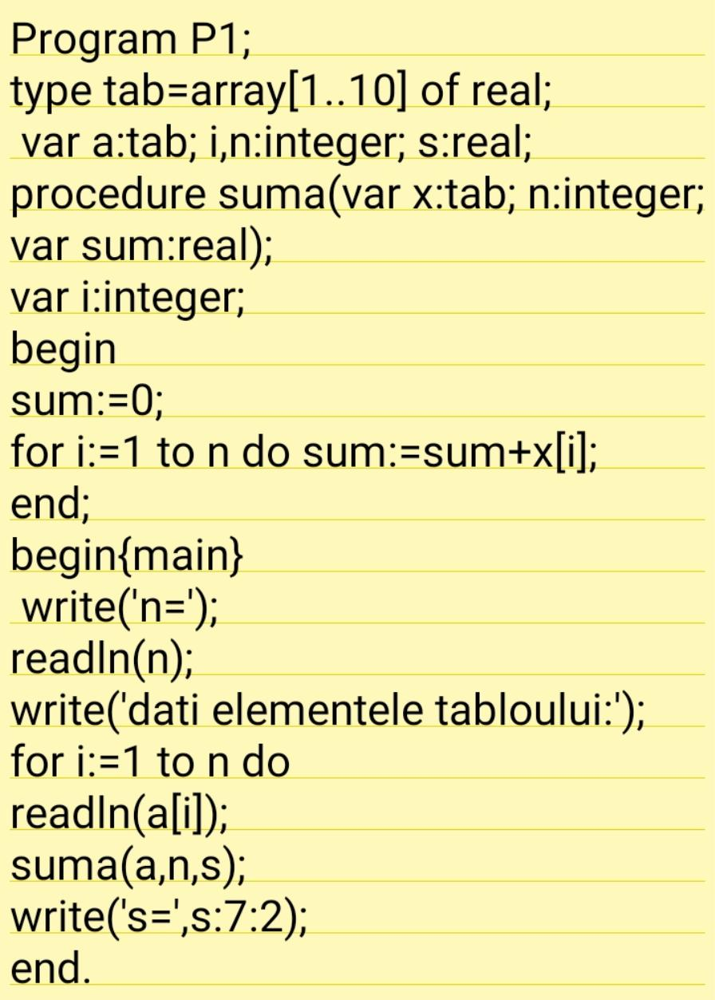 Program P1;
type tab=array[1..10] of real;
var a:tab; i,n:integer; s:real;
procedure suma(var x:tab; n:integer;
var sum:real);
var i:integer;
begin
sum:=0;
for i:=1 to n do sum:=sum+x[i];
end;
begin{main}
write('n=');
readln(n);
write('dati elementele tabloului:');
for i:=1 to n do
readln(a[i]);
suma(a,n,s);
write('s=',s:7:2);
end.